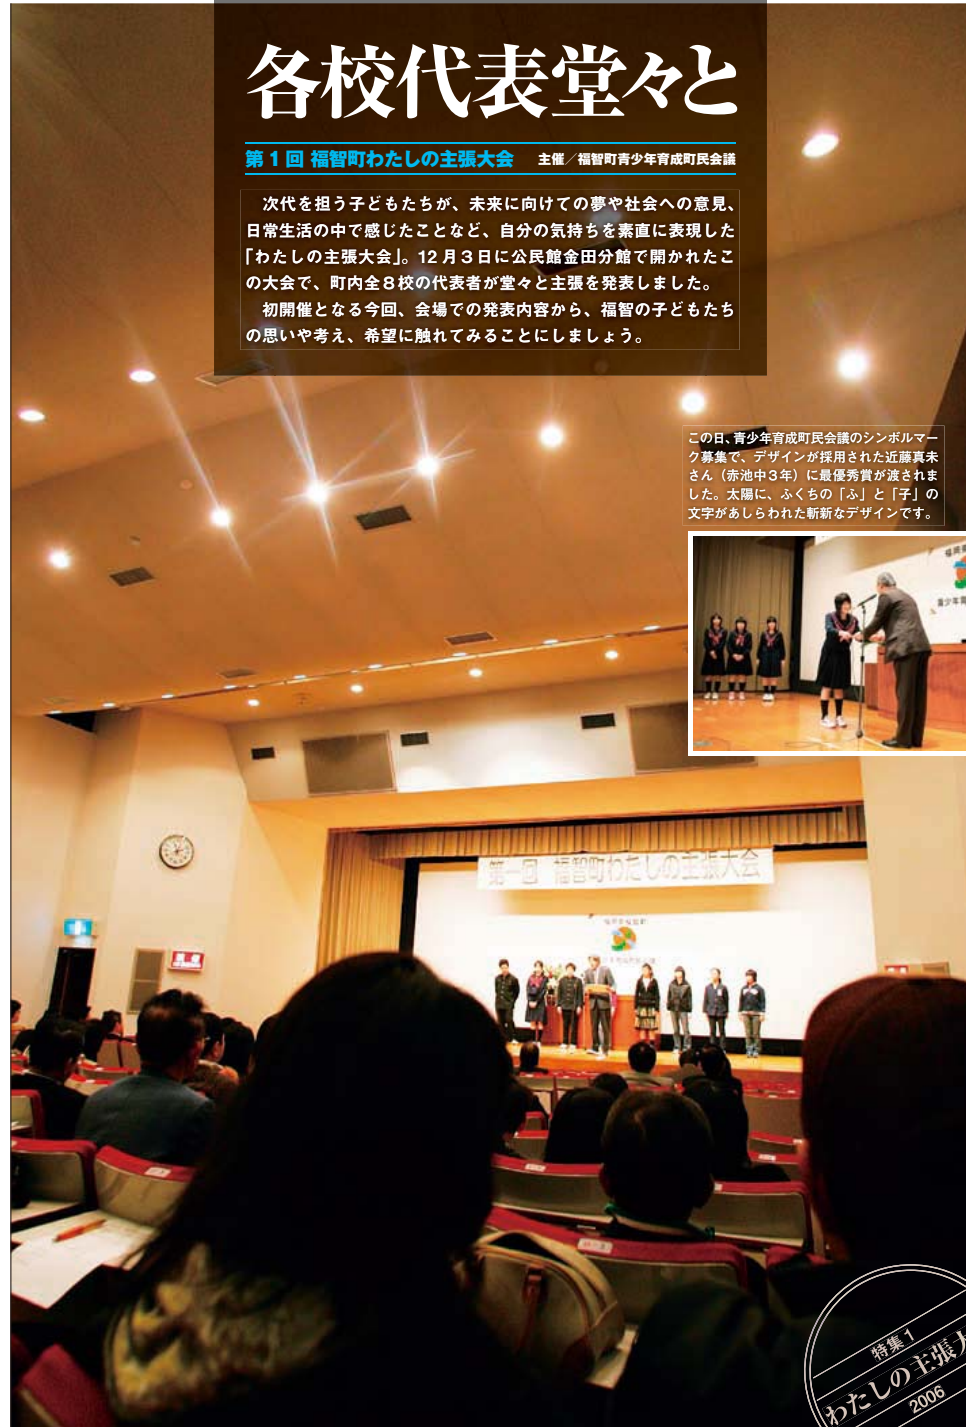 各校代表堂々と
第1回 福智町わたしの主張大会 主催／福智町青少年育成町民会議
次代を担う子どもたちが、未来に向けての夢や社会への意見、
日常生活の中で感じたことなど、自分の気持ちを素直に表現した
「わたしの主張大会」。12月３日に公民館金田分館で開かれたこ
の大会で、町内全８校の代表者が堂々と主張を発表しました。
初開催となる今回、会場での発表内容から、福智の子どもたち
の思いや考え、希望に触れてみることにしましょう。
この日、青少年育成町民会議のシンボルマー
ク募集で、デザインが採用された近藤真未
さん（赤池中３年）に最優秀賞が渡されま
した。太陽に、ふくちの「ふ」と「子」の
文字があしらわれた斬新なデザインです。
第一回 福智町わたしの主張大会
特集１
わたしの主張大
2006